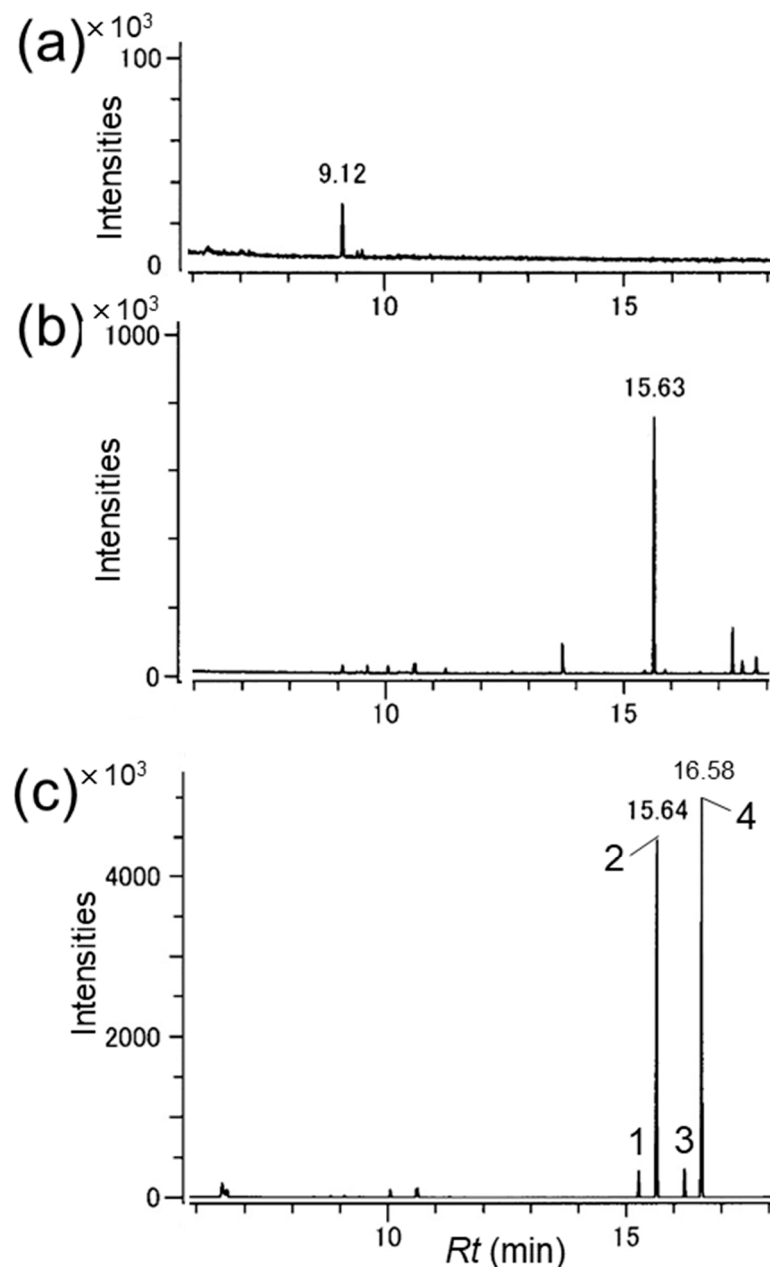 (a) ×10³
100
Intensities
9.12
0
10 15
(b) ×10³
1000
15.63
Intensities
0
10 15
(c) ×10³
16.58
15.64
4
2
4000
Intensities
2000
1 3
0
10 15
Rt (min)